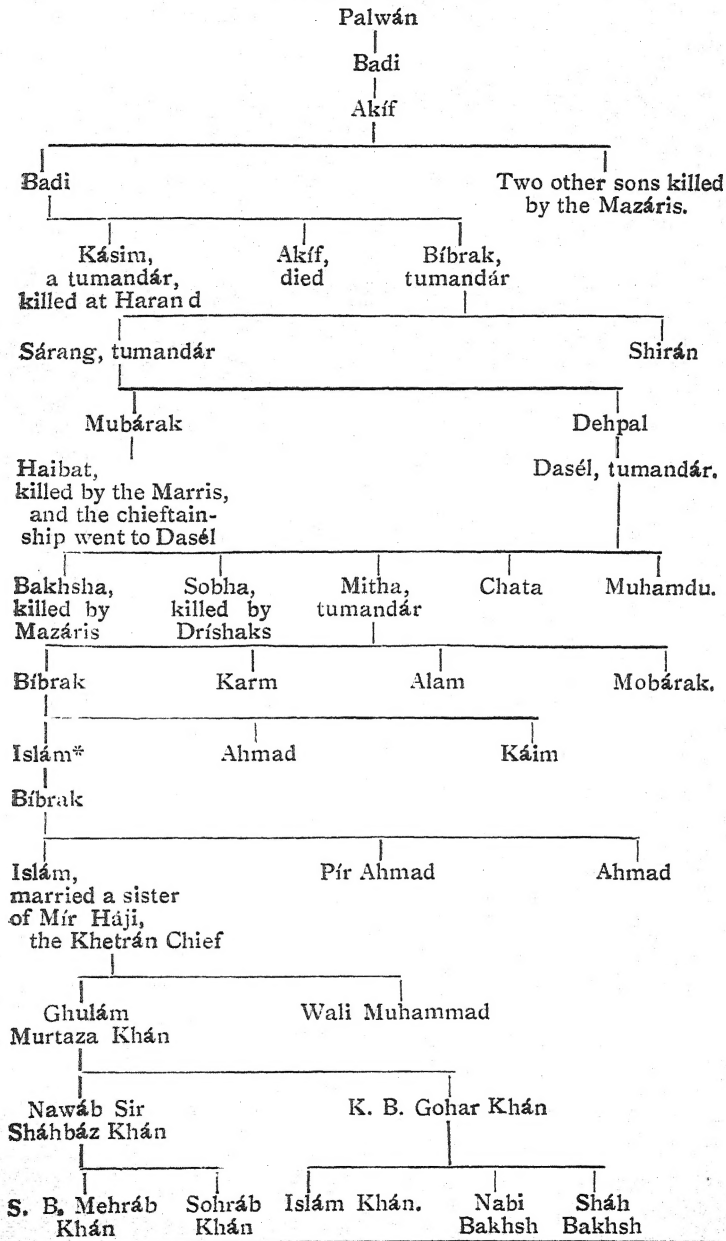 Palwán
Badi
Akíf
Badi
Two other sons killed
by the Mazáris.
Kásim,
a tumandár,
killed at Harand
Akíf,
died
Bíbrak,
tumandár
Sárang, tumandár
Shirán
Mubárak
Dehpal
Haibat,
killed by the Marris,
and the chieftain-
ship went to Dasél
Dasél, tumandár.
Bakhsha,
killed by
Mazáris
Sobha,
killed by
Dríshaks
Mitha,
tumandár
Chata
Muhamdu.
Bíbrak
Karm
Alam
Mobárak.
Islám*
Ahmad
Káim
Bíbrak
Islám,
married a sister
of Mír Háji,
the Khetrán Chief
Pír Ahmad
Ahmad
Ghulám
Murtaza Khán
Wali Muhammad
Nawáb Sir
Sháhbáz Khán
K. B. Gohar Khán
S. B. Mehráb
Khán
Sohráb
Khán
Islám Khán.
Nabi
Bakhsh
Sháh
Bakhsh